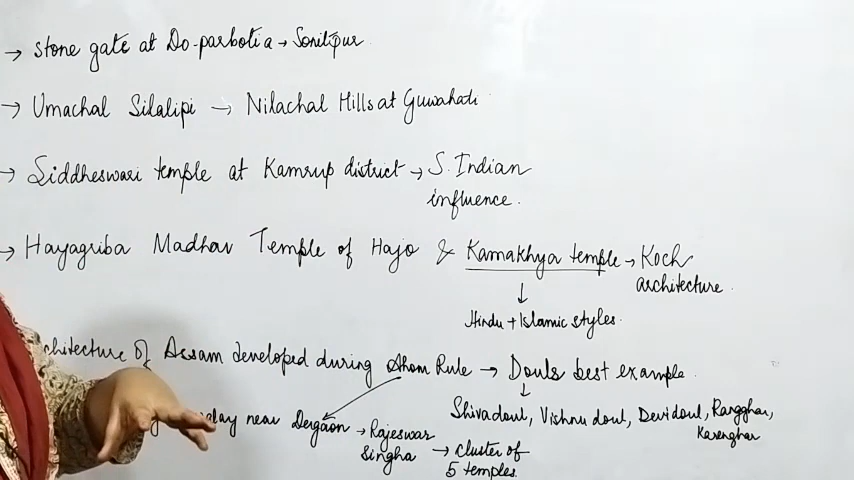 → Stone gate at Do-parbotia → Sonitpur
→ Umachal Silalipi → Nilachal Hills at Guwahati
→ Siddheswari temple at Kamrup district → S. Indian
influence.
→ Hayagriba Madhav Temple of Hajo & Kamakhya temple → Koch
architecture.
↓
Hindu + Islamic styles.
chitecture of Assam developed during Ahom Rule → Douls best example.
↓
Shivadoul, Vishnu doul, Devidoul, Rangghar,
Karenghar
near Dergaon → Rajeswar
Singha → cluster of
5 temples.